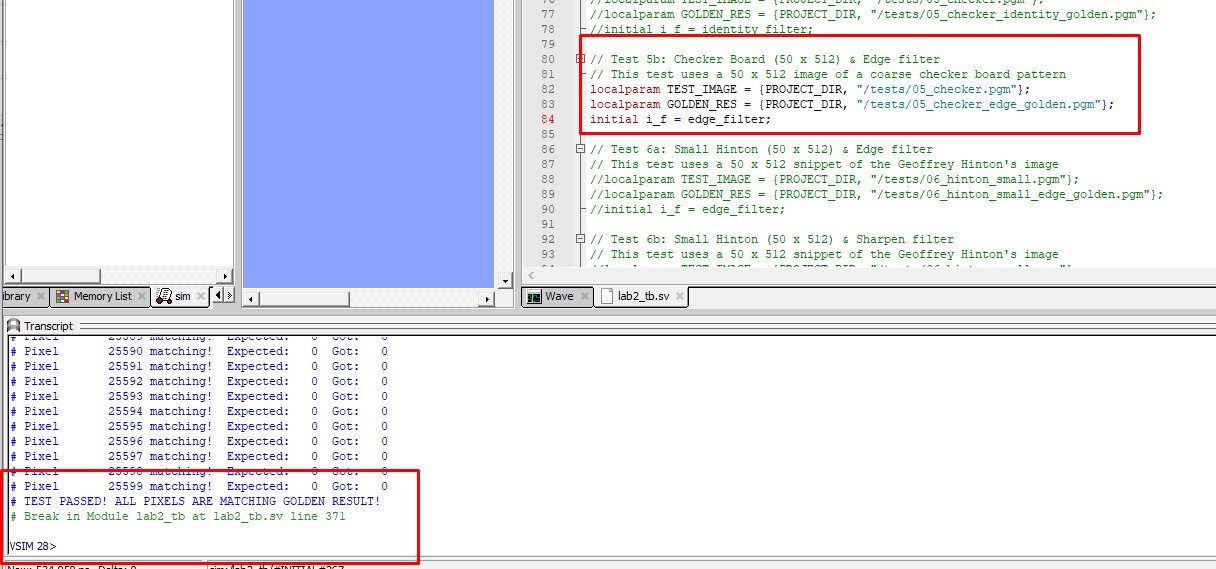 77 //localparam GOLDEN_RES = {PROJECT_DIR, "/tests/05_checker_identity_golden.pgm"};
78 //initial i_f = identity_filter;
79
80 // Test 5b: Checker Board (50 x 512) & Edge filter
81 // This test uses a 50 x 512 image of a coarse checker board pattern
82 localparam TEST_IMAGE = {PROJECT_DIR, "/tests/05_checker.pgm"};
83 localparam GOLDEN_RES = {PROJECT_DIR, "/tests/05_checker_edge_golden.pgm"};
84 initial i_f = edge_filter;
85
86 // Test 6a: Small Hinton (50 x 512) & Edge filter
87 // This test uses a 50 x 512 snippet of the Geoffrey Hinton's image
88 //localparam TEST_IMAGE = {PROJECT_DIR, "/tests/06_hinton_small.pgm"};
89 //localparam GOLDEN_RES = {PROJECT_DIR, "/tests/06_hinton_small_edge_golden.pgm"};
90 //initial i_f = edge_filter;
91
92 // Test 6b: Small Hinton (50 x 512) & Sharpen filter
93 // This test uses a 50 x 512 snippet of the Geoffrey Hinton's image
ibrary Memory List sim
Wave lab2_tb.sv
Transcript
# Pixel 25590 matching! Expected: 0 Got: 0
# Pixel 25591 matching! Expected: 0 Got: 0
# Pixel 25592 matching! Expected: 0 Got: 0
# Pixel 25593 matching! Expected: 0 Got: 0
# Pixel 25594 matching! Expected: 0 Got: 0
# Pixel 25595 matching! Expected: 0 Got: 0
# Pixel 25596 matching! Expected: 0 Got: 0
# Pixel 25597 matching! Expected: 0 Got: 0
# Pixel 25598 matching! Expected: 0 Got: 0
# Pixel 25599 matching! Expected: 0 Got: 0
# TEST PASSED! ALL PIXELS ARE MATCHING GOLDEN RESULT!
# Break in Module lab2_tb at lab2_tb.sv line 371
VSIM 28>